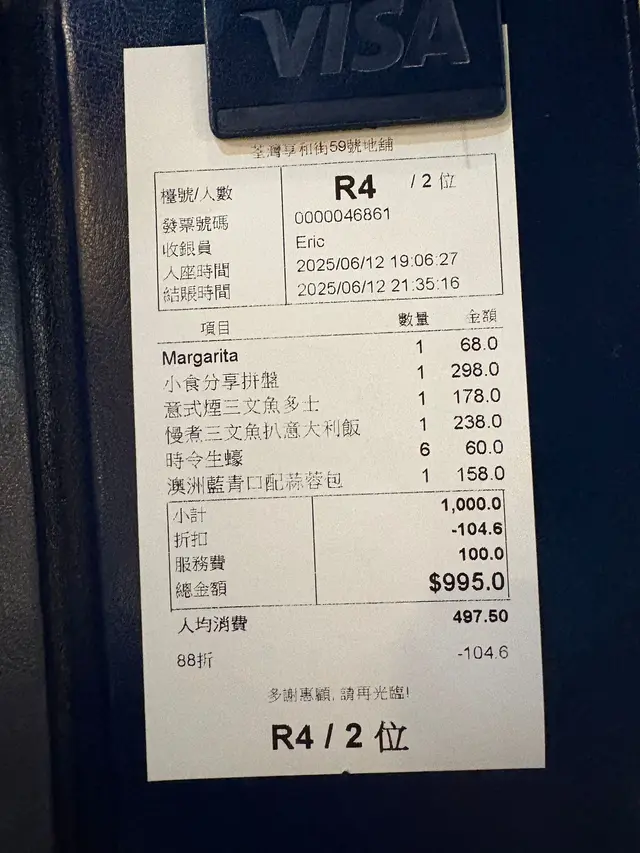 VISA
荃灣享和街59號地舖
檯號/人數 R4 / 2 位
發票號碼 0000046861
收銀員 Eric
入座時間 2025/06/12 19:06:27
結賬時間 2025/06/12 21:35:16
項目 數量 金額
Margarita 1 68.0
小食分享拼盤 1 298.0
意式煙三文魚多士 1 178.0
慢煮三文魚扒意大利飯 1 238.0
時令生蠔 6 60.0
澳洲藍青口配蒜蓉包 1 158.0
小計 1,000.0
折扣 -104.6
服務費 100.0
總金額 $995.0
人均消費 497.50
88折 -104.6
多謝惠顧, 請再光臨!
R4 / 2 位